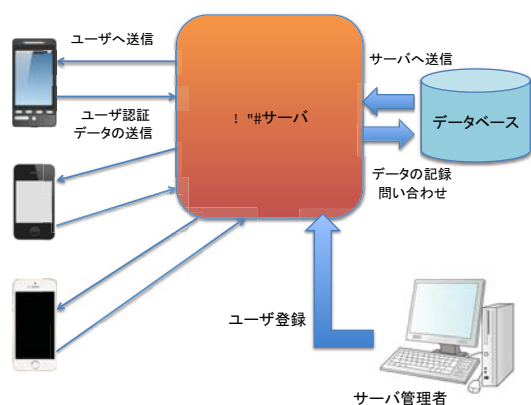 ユーザへ送信
ユーザ認証
データの送信
! "#サーバ
サーバへ送信
データベース
データの記録
問い合わせ
ユーザ登録
サーバ管理者